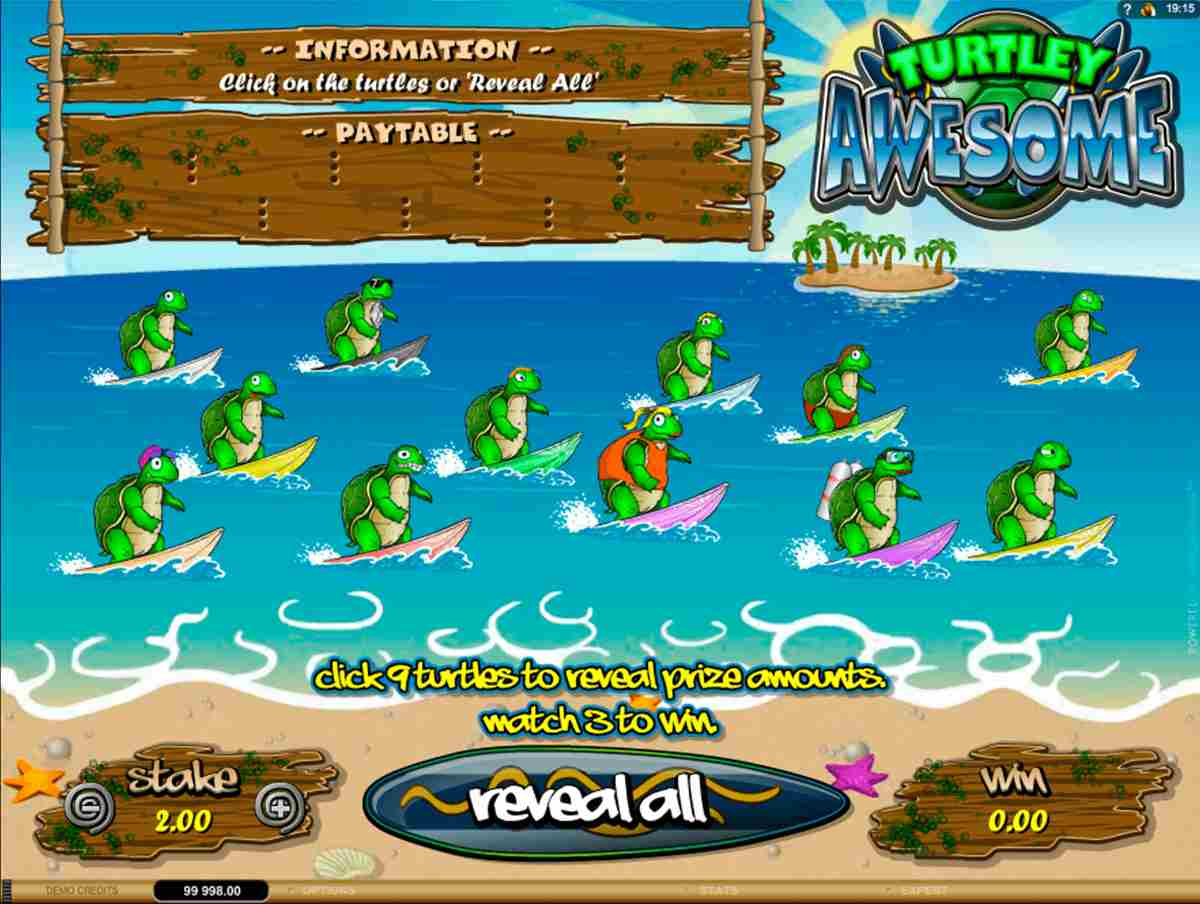 ? 19:15
-- INFORMATION --
Click on the turtles or 'Reveal All'
-- PAYTABLE --
TURTLEY
AWESOME
click 9 turtles to reveal prize amounts.
match 3 to win.
stake
2.00
reveal all
win
0.00
DEMO CREDITS 99 998.00 OPTIONS STATS EXPERT